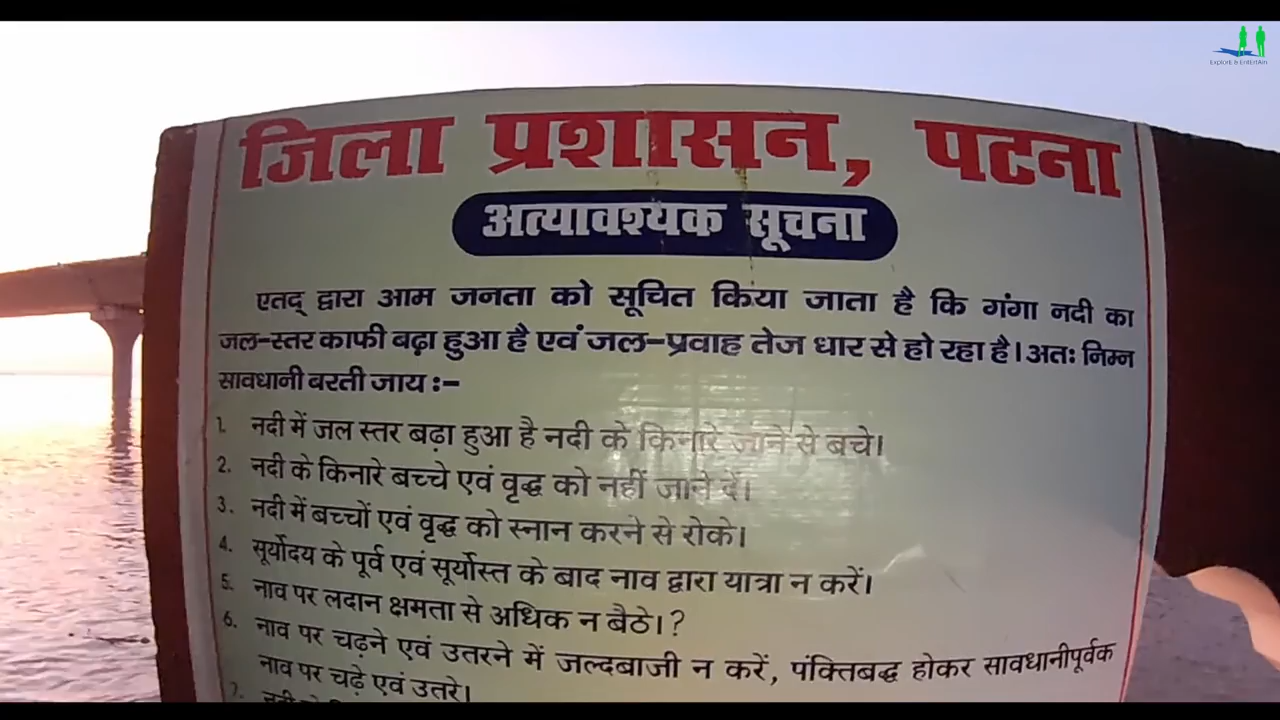 ExplorE & EntErtAin
जिला प्रशासन, पटना
अत्यावश्यक सूचना
एतद् द्वारा आम जनता को सूचित किया जाता है कि गंगा नदी का
जल-स्तर काफी बढ़ा हुआ है एवं जल-प्रवाह तेज धार से हो रहा है। अतः निम्न
सावधानी बरती जाय :-
1. नदी में जल स्तर बढ़ा हुआ है नदी के किनारे जाने से बचे।
2. नदी के किनारे बच्चे एवं वृद्ध को नहीं जाने दें।
3. नदी में बच्चों एवं वृद्ध को स्नान करने से रोके।
4. सूर्योदय के पूर्व एवं सूर्योस्त के बाद नाव द्वारा यात्रा न करें।
5. नाव पर लदान क्षमता से अधिक न बैठे।?
6. नाव पर चढ़ने एवं उतरने में जल्दबाजी न करें, पंक्तिबद्ध होकर सावधानीपूर्वक
नाव पर चढ़े एवं उतरे।
7.